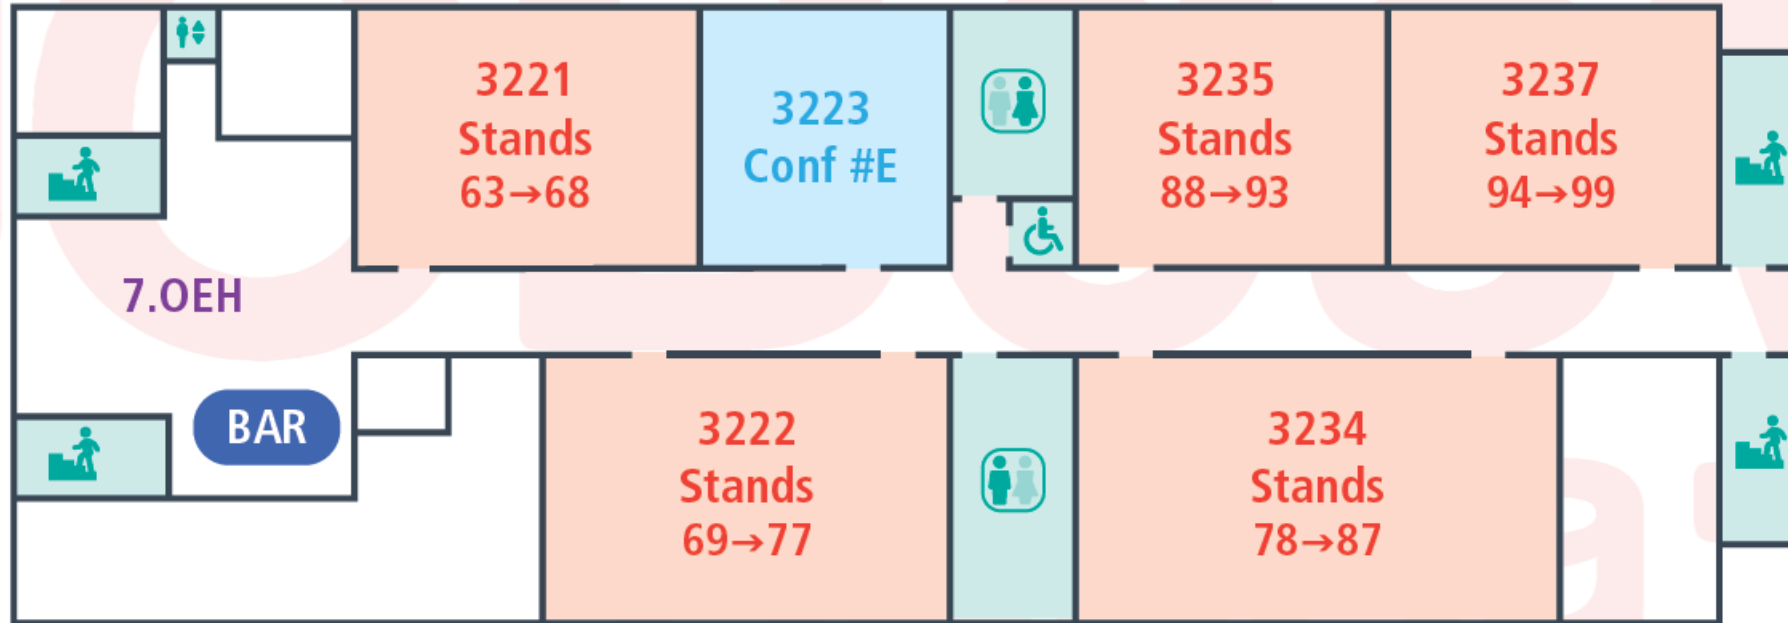 3221
Stands
63→68
3223
Conf #E
3235
Stands
88→93
3237
Stands
94→99
7.OEH
BAR
3222
Stands
69→77
3234
Stands
78→87